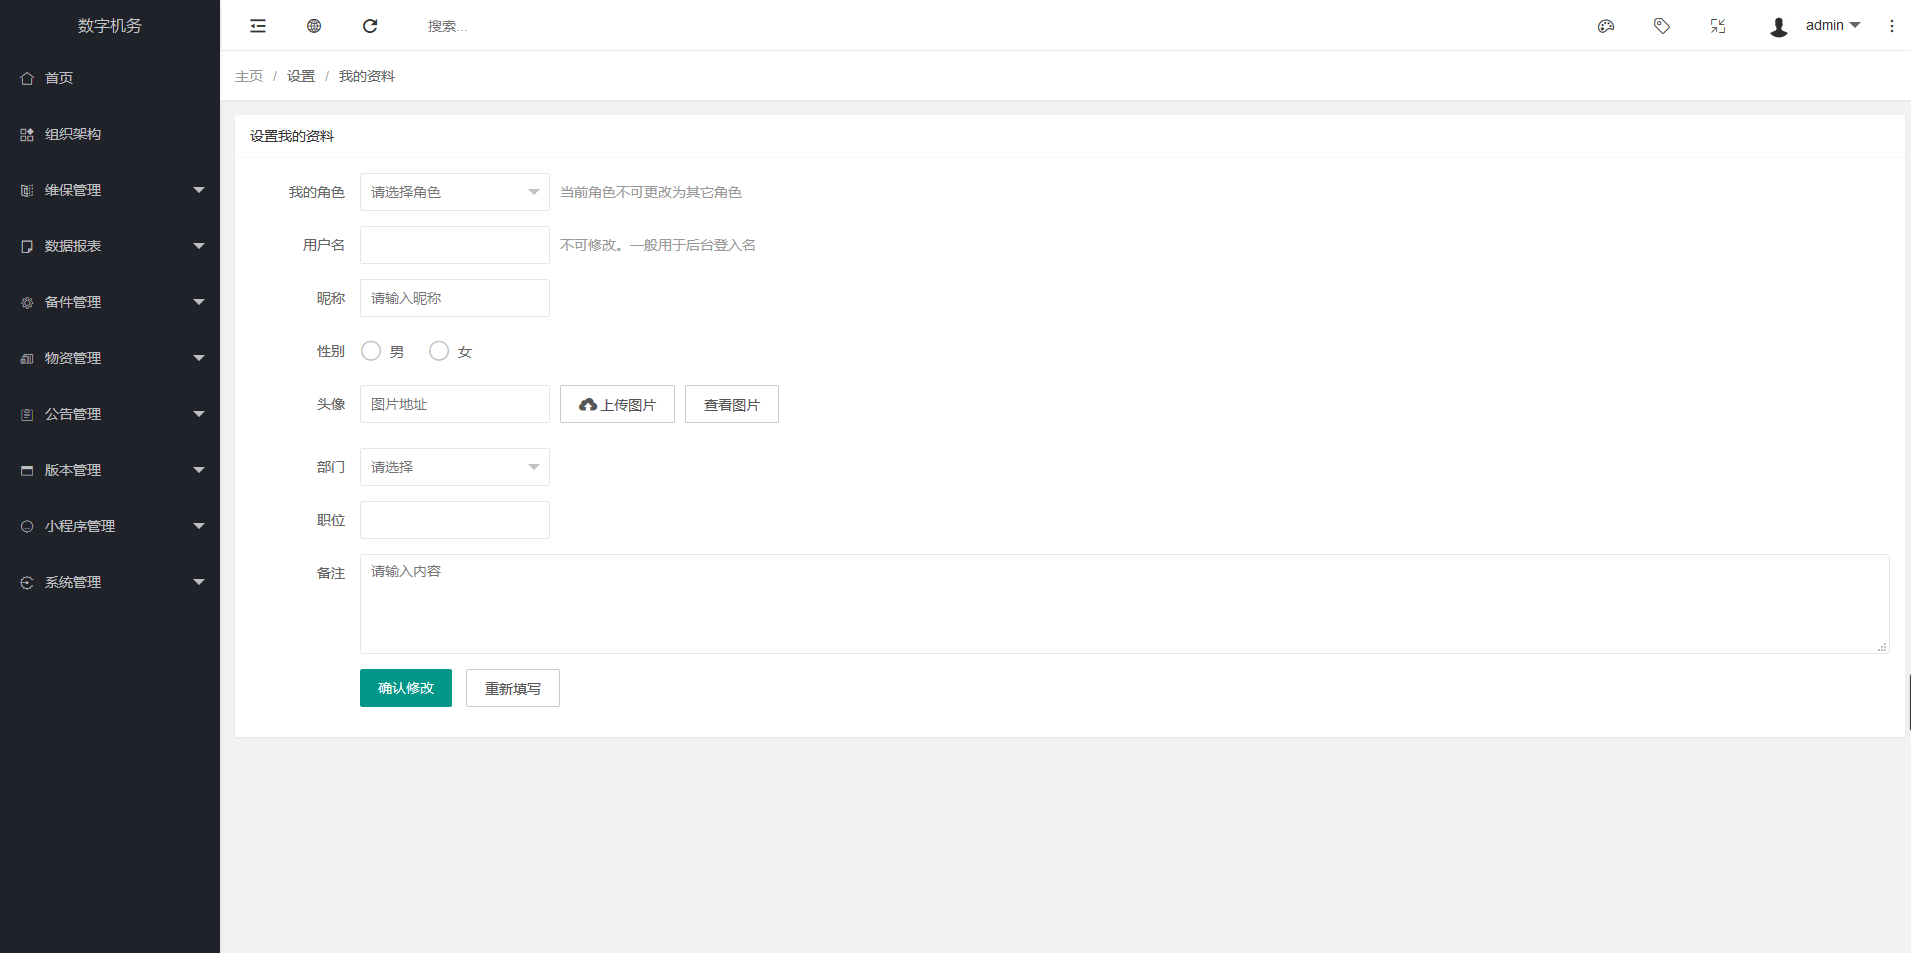 数字机务
首页
组织架构
维保管理
数据报表
备件管理
物资管理
公告管理
版本管理
小程序管理
系统管理
搜索...
admin
主页 / 设置 / 我的资料
设置我的资料
我的角色 请选择角色 当前角色不可更改为其它角色
用户名 不可修改。一般用于后台登入名
昵称 请输入昵称
性别 男 女
头像 图片地址 上传图片 查看图片
部门 请选择
职位
备注 请输入内容
确认修改 重新填写